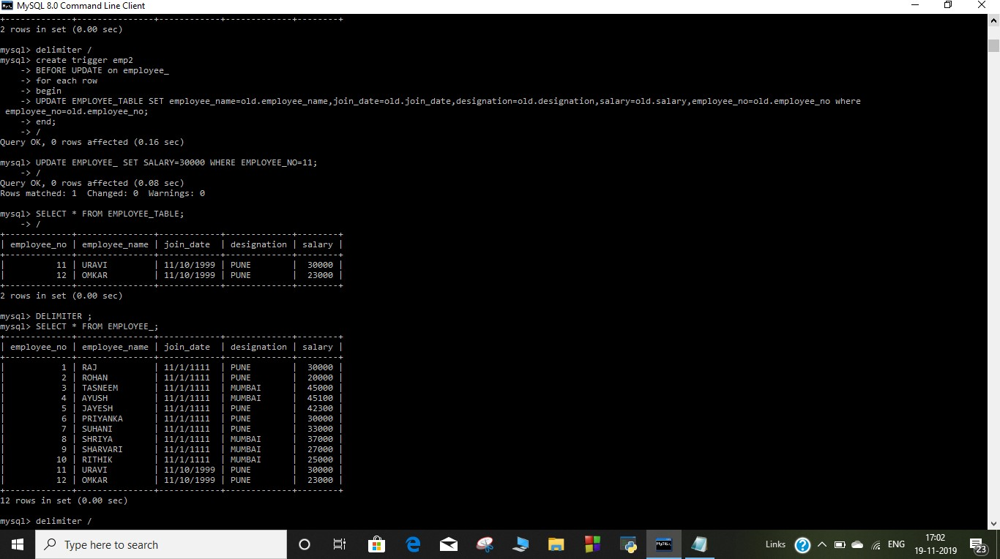 MySQL 8.0 Command Line Client
+-------------+---------------+------------+-------------+--------+
2 rows in set (0.00 sec)
mysql> delimiter /
mysql> create trigger emp2
    -> BEFORE UPDATE on employee_
    -> for each row
    -> begin
    -> UPDATE EMPLOYEE_TABLE SET employee_name=old.employee_name,join_date=old.join_date,designation=old.designation,salary=old.salary,employee_no=old.employee_no where
 employee_no=old.employee_no;
    -> end;
    -> /
Query OK, 0 rows affected (0.16 sec)
mysql> UPDATE EMPLOYEE_ SET SALARY=30000 WHERE EMPLOYEE_NO=11;
    -> /
Query OK, 0 rows affected (0.08 sec)
Rows matched: 1  Changed: 0  Warnings: 0
mysql> SELECT * FROM EMPLOYEE_TABLE;
    -> /
+-------------+---------------+------------+-------------+--------+
| employee_no | employee_name | join_date  | designation | salary |
+-------------+---------------+------------+-------------+--------+
|          11 | URAVI         | 11/10/1999 | PUNE        |  30000 |
|          12 | OMKAR         | 11/10/1999 | PUNE        |  23000 |
+-------------+---------------+------------+-------------+--------+
2 rows in set (0.00 sec)
mysql> DELIMITER ;
mysql> SELECT * FROM EMPLOYEE_;
+-------------+---------------+------------+-------------+--------+
| employee_no | employee_name | join_date  | designation | salary |
+-------------+---------------+------------+-------------+--------+
|           1 | RAJ           | 11/1/1111  | PUNE        |  30000 |
|           2 | ROHAN         | 11/1/1111  | PUNE        |  20000 |
|           3 | TASNEEM       | 11/1/1111  | MUMBAI      |  45000 |
|           4 | AYUSH         | 11/1/1111  | MUMBAI      |  45100 |
|           5 | JAYESH        | 11/1/1111  | PUNE        |  42300 |
|           6 | PRIYANKA      | 11/1/1111  | PUNE        |  30000 |
|           7 | SUHANI        | 11/1/1111  | PUNE        |  33000 |
|           8 | SHRIYA        | 11/1/1111  | MUMBAI      |  37000 |
|           9 | SHARVARI      | 11/1/1111  | MUMBAI      |  27000 |
|          10 | RITHIK        | 11/1/1111  | MUMBAI      |  25000 |
|          11 | URAVI         | 11/10/1999 | PUNE        |  30000 |
|          12 | OMKAR         | 11/10/1999 | PUNE        |  23000 |
+-------------+---------------+------------+-------------+--------+
12 rows in set (0.00 sec)
mysql> delimiter /
Type here to search
Links
ENG
17:02
19-11-2019
23